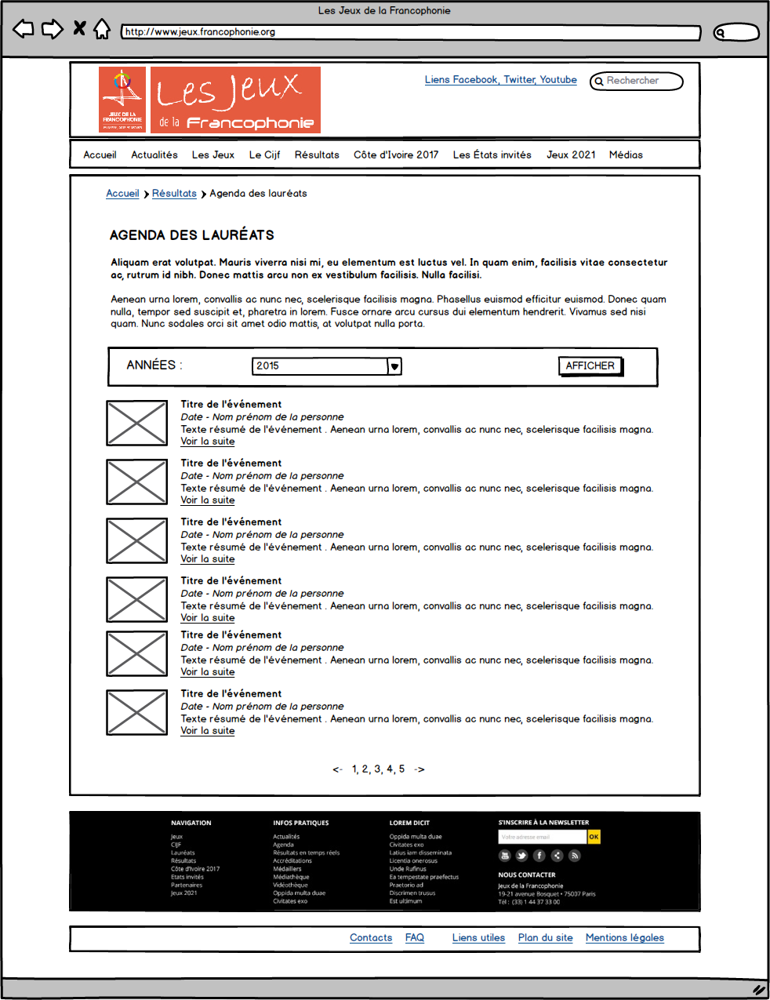 Les Jeux de la Francophonie
http://www.jeux.francophonie.org
JEUX DE LA
FRANCOPHONIE
Les Jeux
de la Francophonie
Liens Facebook, Twitter, Youtube
Rechercher
Accueil Actualités Les Jeux Le Cijf Résultats Côte d'Ivoire 2017 Les États invités Jeux 2021 Médias
Accueil Résultats Agenda des lauréats
AGENDA DES LAURÉATS
Aliquam erat volutpat. Mauris viverra nisi mi, eu elementum est luctus vel. In quam enim, facilisis vitae consectetur
ac, rutrum id nibh. Donec mattis arcu non ex vestibulum facilisis. Nulla facilisi.
Aenean urna lorem, convallis ac nunc nec, scelerisque facilisis magna. Phasellus euismod efficitur euismod. Donec quam
nulla, tempor sed suscipit et, pharetra in lorem. Fusce ornare arcu cursus dui elementum hendrerit. Vivamus sed nisi
quam. Nunc sodales orci sit amet odio mattis, at volutpat nulla porta.
ANNÉES : 2015 AFFICHER
Titre de l'événement
Date - Nom prénom de la personne
Texte résumé de l'événement . Aenean urna lorem, convallis ac nunc nec, scelerisque facilisis magna.
Voir la suite
Titre de l'événement
Date - Nom prénom de la personne
Texte résumé de l'événement . Aenean urna lorem, convallis ac nunc nec, scelerisque facilisis magna.
Voir la suite
Titre de l'événement
Date - Nom prénom de la personne
Texte résumé de l'événement . Aenean urna lorem, convallis ac nunc nec, scelerisque facilisis magna.
Voir la suite
Titre de l'événement
Date - Nom prénom de la personne
Texte résumé de l'événement . Aenean urna lorem, convallis ac nunc nec, scelerisque facilisis magna.
Voir la suite
Titre de l'événement
Date - Nom prénom de la personne
Texte résumé de l'événement . Aenean urna lorem, convallis ac nunc nec, scelerisque facilisis magna.
Voir la suite
Titre de l'événement
Date - Nom prénom de la personne
Texte résumé de l'événement . Aenean urna lorem, convallis ac nunc nec, scelerisque facilisis magna.
Voir la suite
<- 1, 2, 3, 4, 5 ->
NAVIGATION
Jeux
CIJF
Lauréats
Résultats
Côte d'Ivoire 2017
Etats invités
Partenaires
Jeux 2021
INFOS PRATIQUES
Actualités
Agenda
Résultats en temps réels
Accréditations
Médaillers
Médiathèque
Vidéothèque
Oppida multa duae
Civitates exo
LOREM DICIT
Oppida multa duae
Civitates exo
Latius iam disseminata
Licentia onerosus
Unde Rufinus
Ea tempestate praefectus
Praetorio ad
Discrimen trusus
Est ultimum
S'INSCRIRE À LA NEWSLETTER
Votre adresse email OK
NOUS CONTACTER
Jeux de la Francophonie
19-21 avenue Bosquet • 75007 Paris
Tél : (33) 1 44 37 33 00
Contacts FAQ Liens utiles Plan du site Mentions légales